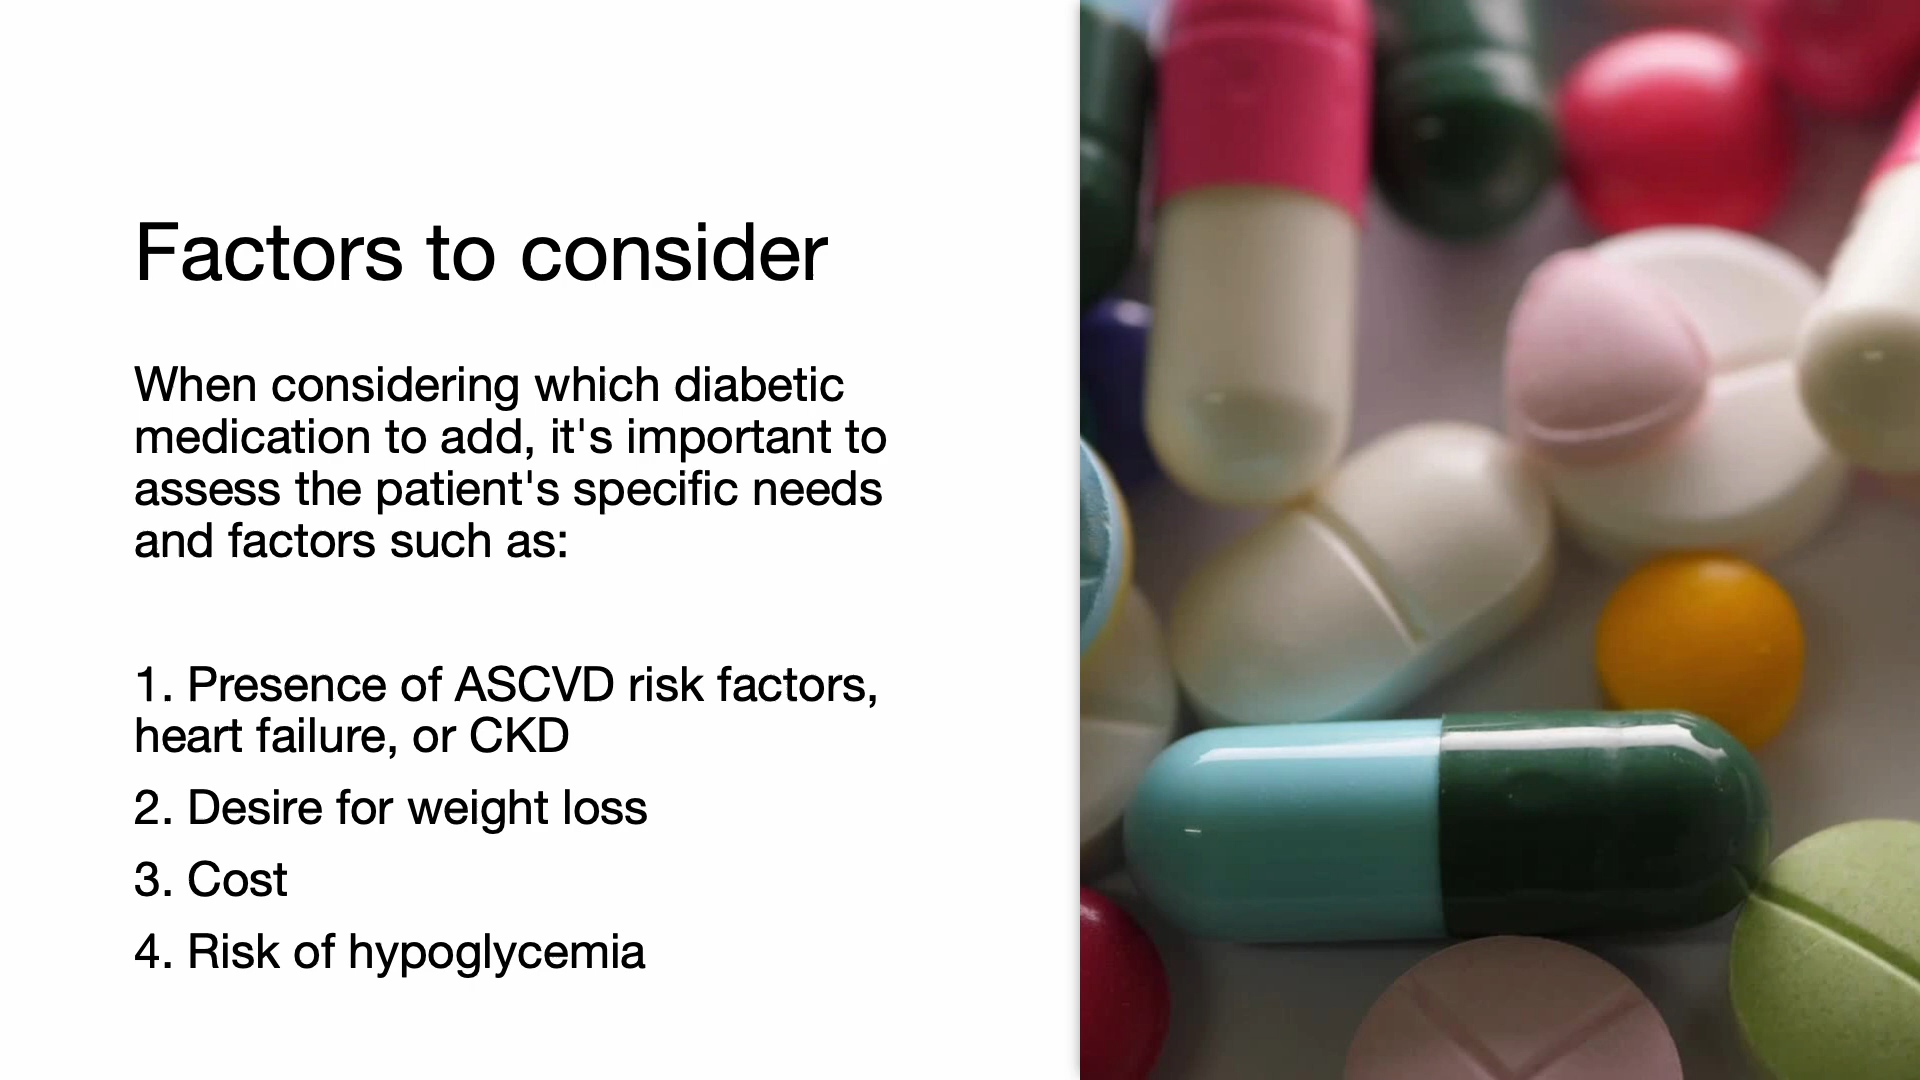 Factors to consider
When considering which diabetic
medication to add, it's important to
assess the patient's specific needs
and factors such as:
1. Presence of ASCVD risk factors,
heart failure, or CKD
2. Desire for weight loss
3. Cost
4. Risk of hypoglycemia